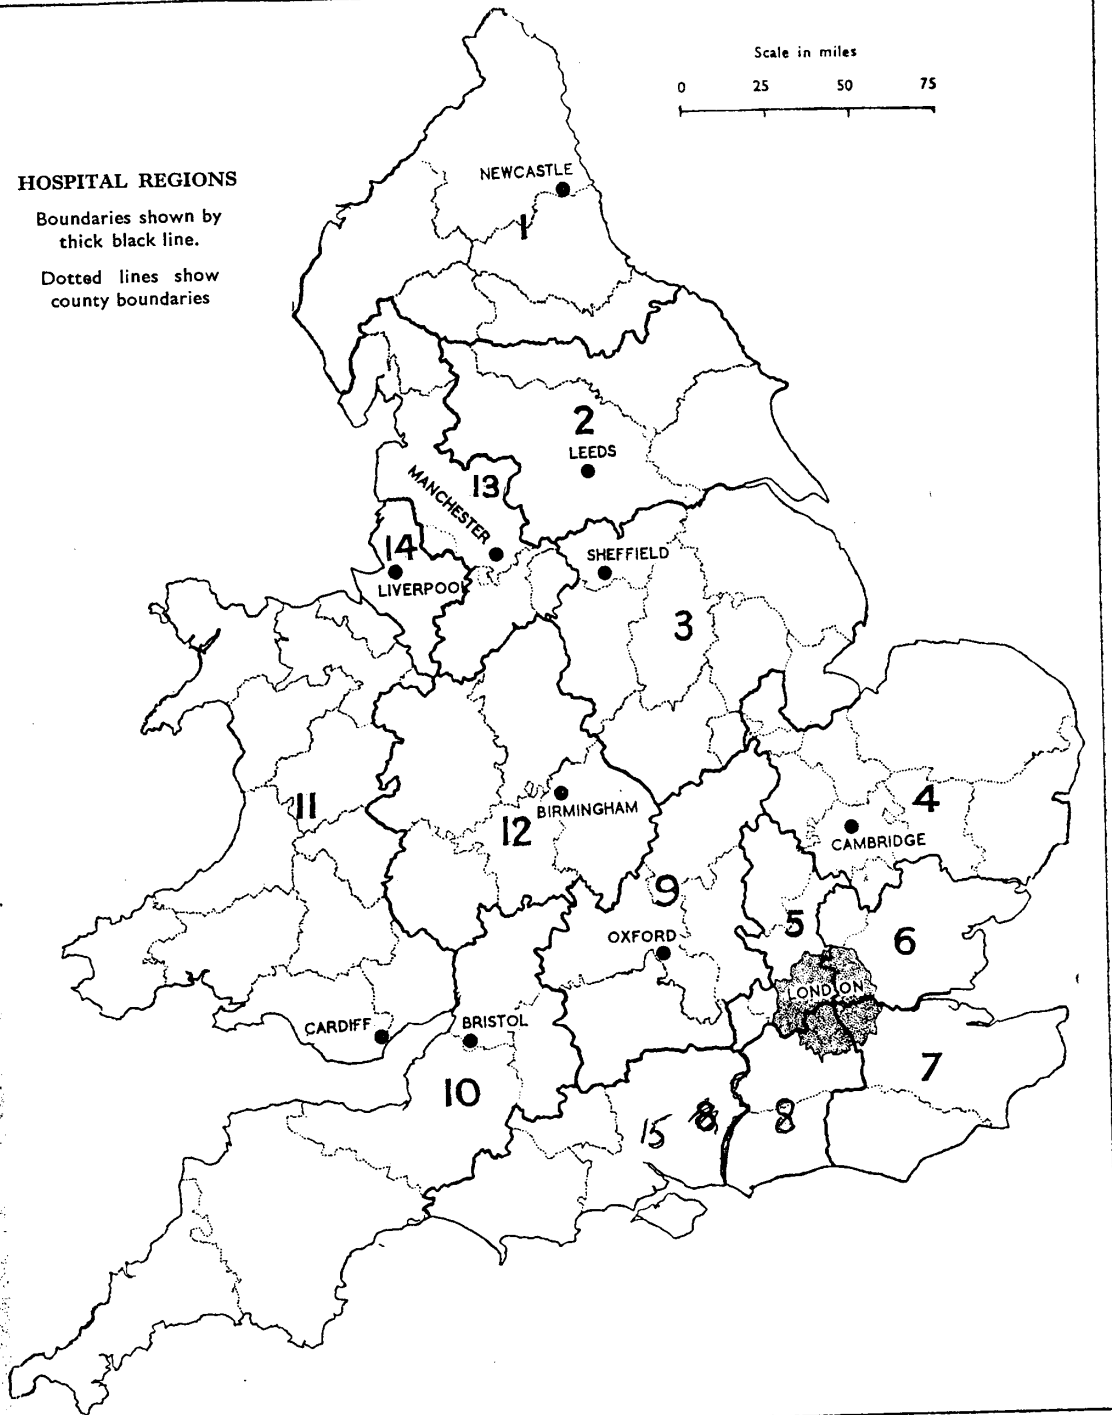 Scale in miles
0 25 50 75
HOSPITAL REGIONS
Boundaries shown by
thick black line.
Dotted lines show
county boundaries
NEWCASTLE
1
2
LEEDS
MANCHESTER
13
14
LIVERPOOL
SHEFFIELD
3
11
12
BIRMINGHAM
4
CAMBRIDGE
9
OXFORD
5
6
LONDON
CARDIFF
BRISTOL
10
7
15
8
8